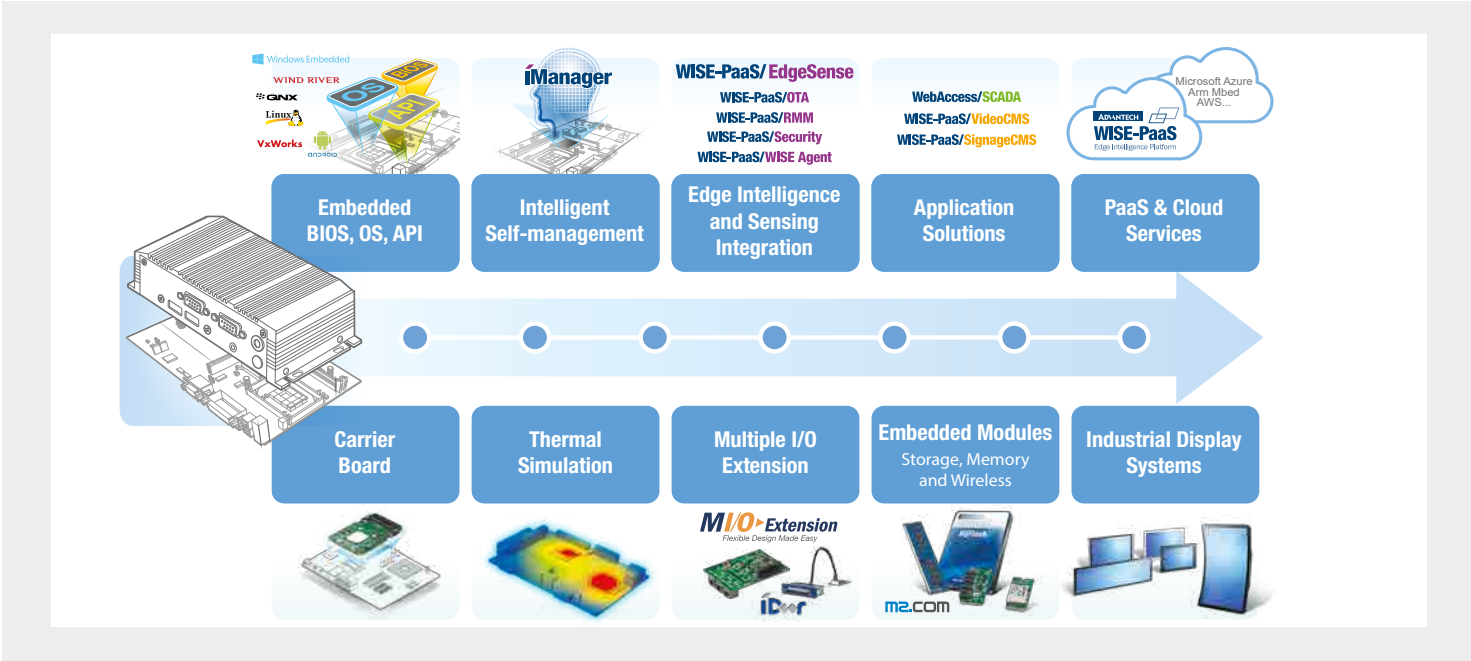 Windows Embedded
WIND RIVER
QNX
Linux
VxWorks
ANDROID
OS
BIOS
API
iManager
WISE-PaaS/EdgeSense
WISE-PaaS/OTA
WISE-PaaS/RMM
WISE-PaaS/Security
WISE-PaaS/WISE Agent
WebAccess/SCADA
WISE-PaaS/VideoCMS
WISE-PaaS/SignageCMS
Microsoft Azure
Arm Mbed
AWS...
ADVANTECH
WISE-PaaS
Edge Intelligence Platform
Embedded
BIOS, OS, API
Intelligent
Self-management
Edge Intelligence
and Sensing
Integration
Application
Solutions
PaaS & Cloud
Services
Carrier
Board
Thermal
Simulation
Multiple I/O
Extension
Embedded Modules
Storage, Memory
and Wireless
Industrial Display
Systems
MI/O Extension
Flexible Design Made Easy
iDoor
M2.COM